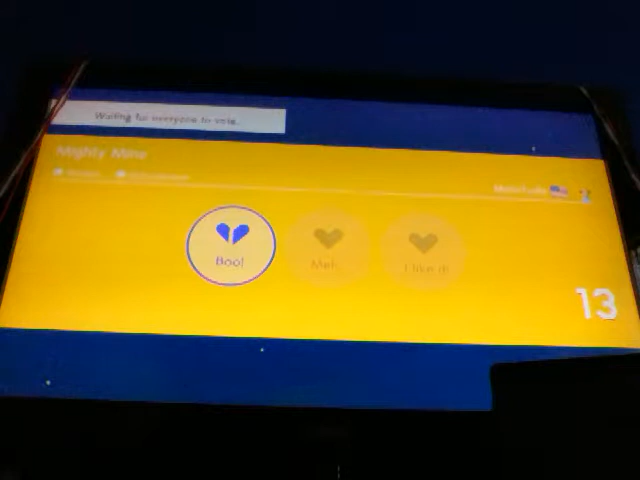 Waiting for everyone to vote.
Mighty Mine
Boo!
Meh.
I like it!
13